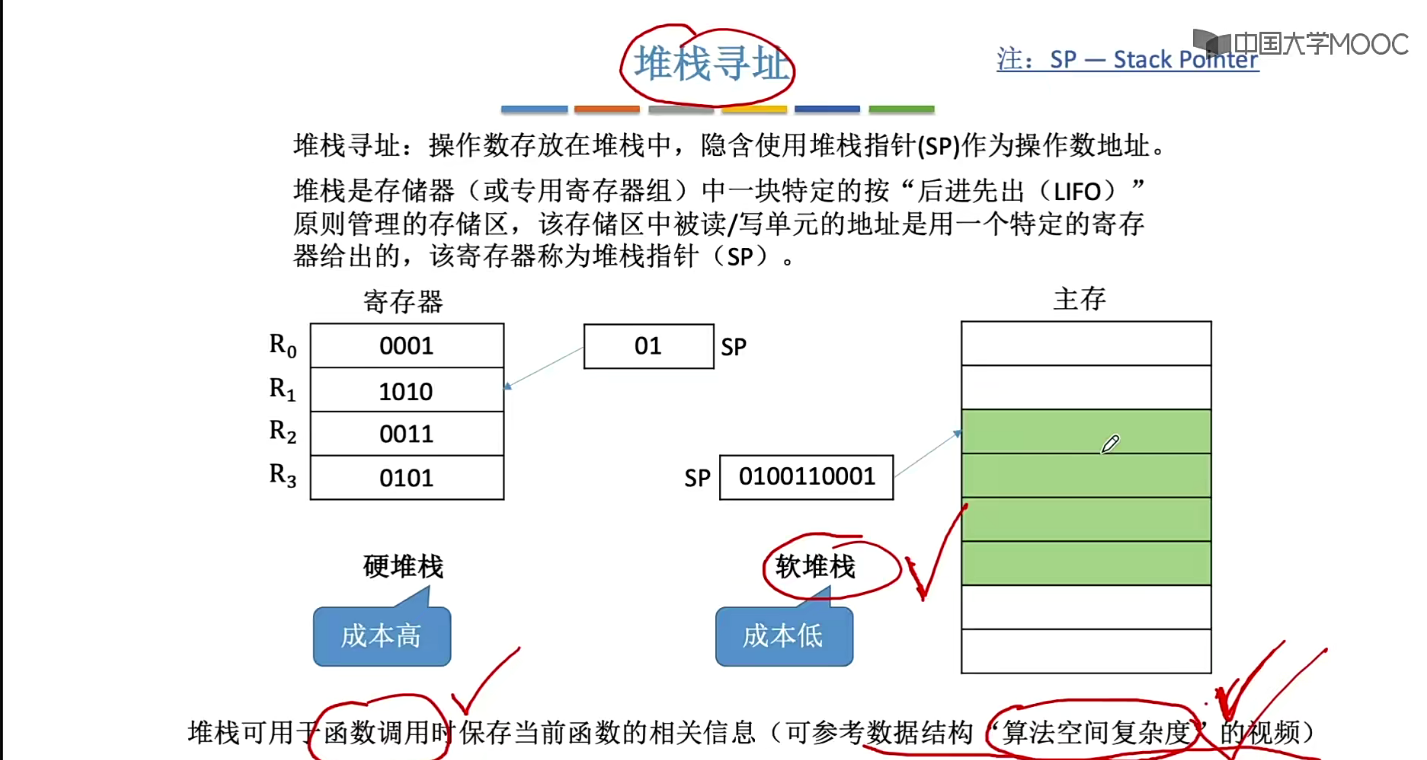 堆栈寻址
中国大学MOOC
注：SP — Stack Pointer
堆栈寻址：操作数存放在堆栈中，隐含使用堆栈指针(SP)作为操作数地址。
堆栈是存储器（或专用寄存器组）中一块特定的按“后进先出（LIFO）”
原则管理的存储区，该存储区中被读/写单元的地址是用一个特定的寄存
器给出的，该寄存器称为堆栈指针（SP）。
寄存器
主存
R₀ 0001
01 SP
R₁ 1010
R₂ 0011
R₃ 0101
SP 0100110001
硬堆栈
软堆栈
成本高
成本低
堆栈可用于函数调用时保存当前函数的相关信息（可参考数据结构“算法空间复杂度”的视频）